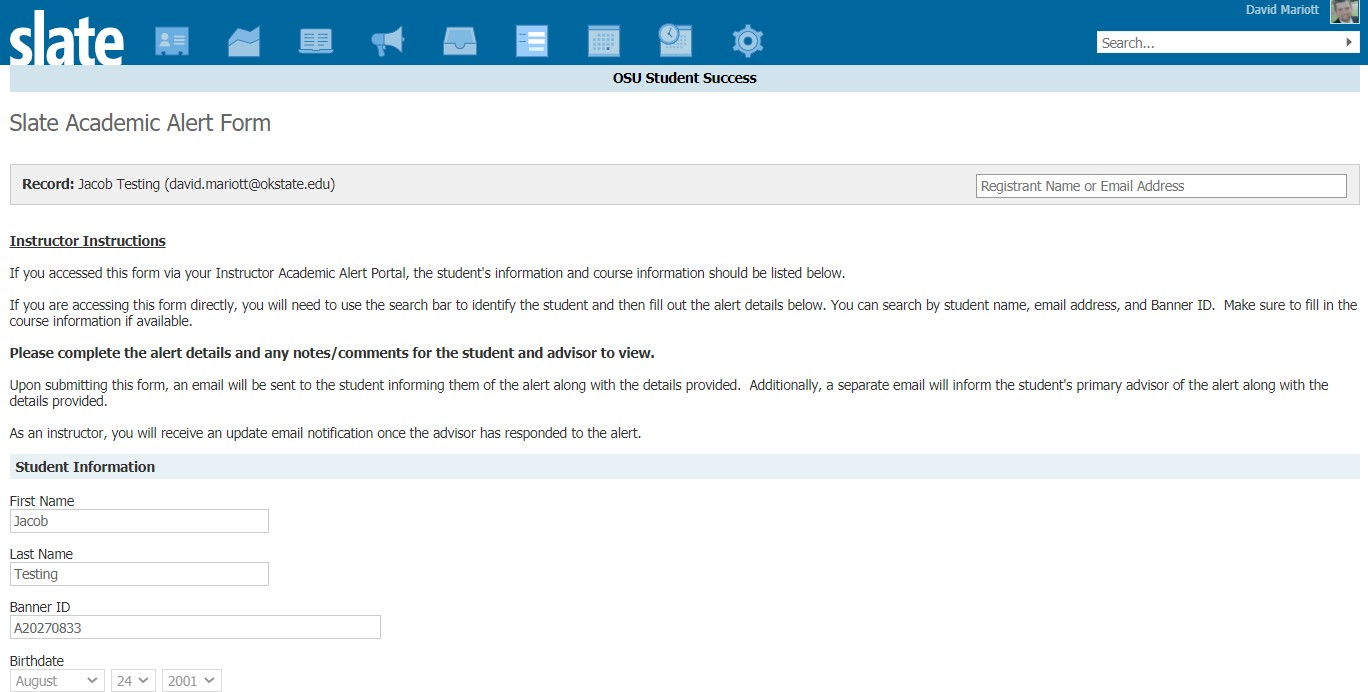 David Mariott
slate
Search...
OSU Student Success
Slate Academic Alert Form
Record: Jacob Testing (david.mariott@okstate.edu)
Registrant Name or Email Address
Instructor Instructions
If you accessed this form via your Instructor Academic Alert Portal, the student's information and course information should be listed below.
If you are accessing this form directly, you will need to use the search bar to identify the student and then fill out the alert details below. You can search by student name, email address, and Banner ID.  Make sure to fill in the
course information if available.
Please complete the alert details and any notes/comments for the student and advisor to view.
Upon submitting this form, an email will be sent to the student informing them of the alert along with the details provided.  Additionally, a separate email will inform the student's primary advisor of the alert along with the
details provided.
As an instructor, you will receive an update email notification once the advisor has responded to the alert.
Student Information
First Name
Jacob
Last Name
Testing
Banner ID
A20270833
Birthdate
August 24 2001